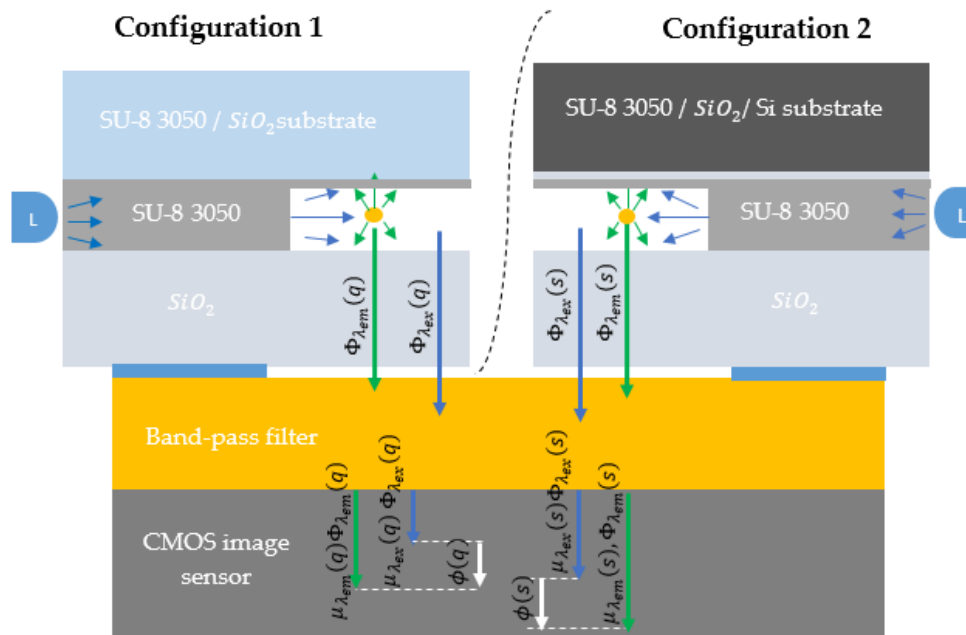 Configuration 1
Configuration 2
SU-8 3050 / SiO₂substrate
SU-8 3050 / SiO₂/ Si substrate
L
SU-8 3050
SU-8 3050
L
SiO₂
Φλₑₘ(q)
Φλₑₓ(q)
Φλₑₓ(s)
Φλₑₘ(s)
SiO₂
Band-pass filter
CMOS image
sensor
μλₑₘ(q)Φλₑₘ(q)
μλₑₓ(q)Φλₑₓ(q)
ϕ(q)
ϕ(s)
μλₑₓ(s)Φλₑₓ(s)
μλₑₘ(s),Φλₑₘ(s)